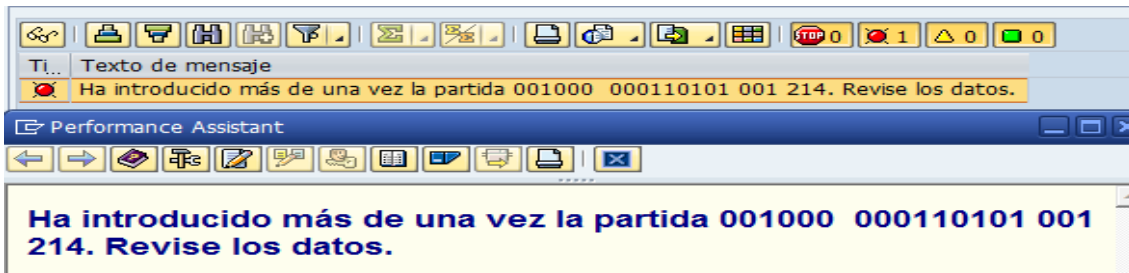 0 1 0 0
Ti.. Texto de mensaje
Ha introducido más de una vez la partida 001000  000110101 001 214. Revise los datos.
Performance Assistant
Ha introducido más de una vez la partida 001000  000110101 001
214. Revise los datos.